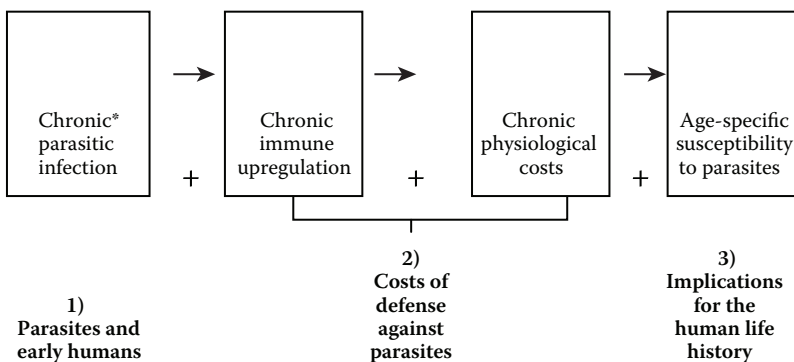 Chronic*
parasitic
infection
+
Chronic
immune
upregulation
+
Chronic
physiological
costs
+
Age-specific
susceptibility
to parasites
1)
Parasites and
early humans
2)
Costs of
defense
against
parasites
3)
Implications
for the
human life
history